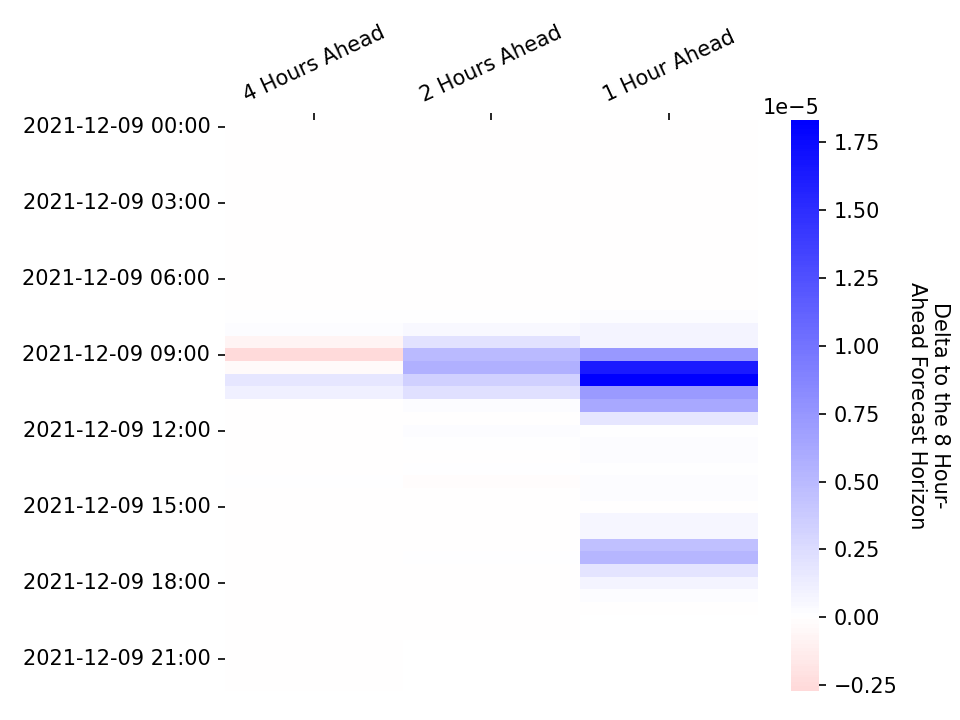 4 Hours Ahead
2 Hours Ahead
1 Hour Ahead
1e−5
2021-12-09 00:00
2021-12-09 03:00
2021-12-09 06:00
2021-12-09 09:00
2021-12-09 12:00
2021-12-09 15:00
2021-12-09 18:00
2021-12-09 21:00
1.75
1.50
1.25
1.00
0.75
0.50
0.25
0.00
−0.25
Delta to the 8 Hour-
Ahead Forecast Horizon